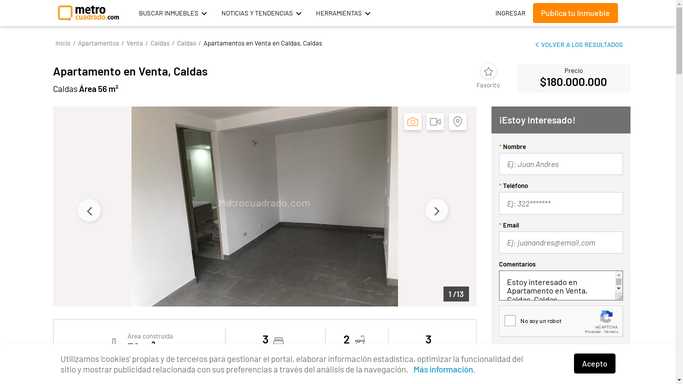 metro
cuadrado.com
BUSCAR INMUEBLES
NOTICIAS Y TENDENCIAS
HERRAMIENTAS
INGRESAR
Publica tu Inmueble
Inicio / Apartamentos / Venta / Caldas / Caldas / Apartamentos en Venta en Caldas, Caldas
VOLVER A LOS RESULTADOS
Apartamento en Venta, Caldas
Caldas Área 56 m²
Favorito
Precio
$180.000.000
Metrocuadrado.com
1 /13
¡Estoy Interesado!
* Nombre
Ej: Juan Andres
* Teléfono
Ej: 322*******
* Email
Ej: juanandres@email.com
Comentarios
Estoy interesado en
Apartamento en Venta,
Caldas, Caldas
No soy un robot
reCAPTCHA
Privacidad - Términos
Área construida
3
2
3
Utilizamos 'cookies' propias y de terceros para gestionar el portal, elaborar información estadística, optimizar la funcionalidad del
sitio y mostrar publicidad relacionada con sus preferencias a través del análisis de la navegación. Más información.
Acepto